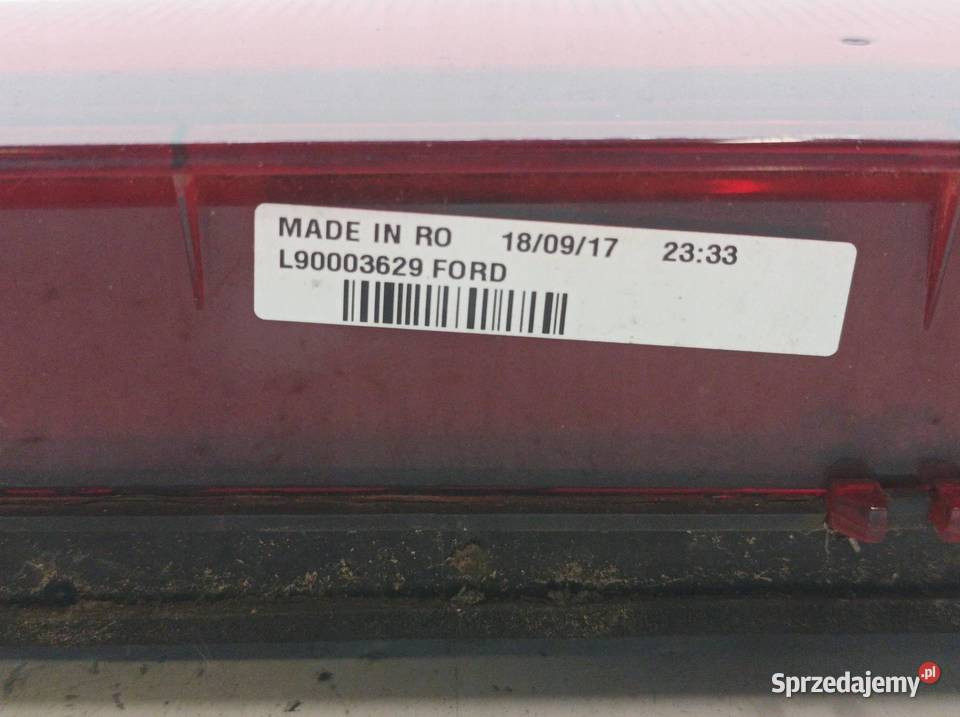 MADE IN RO 18/09/17 23:33
L90003629 FORD
Sprzedajemy.pl